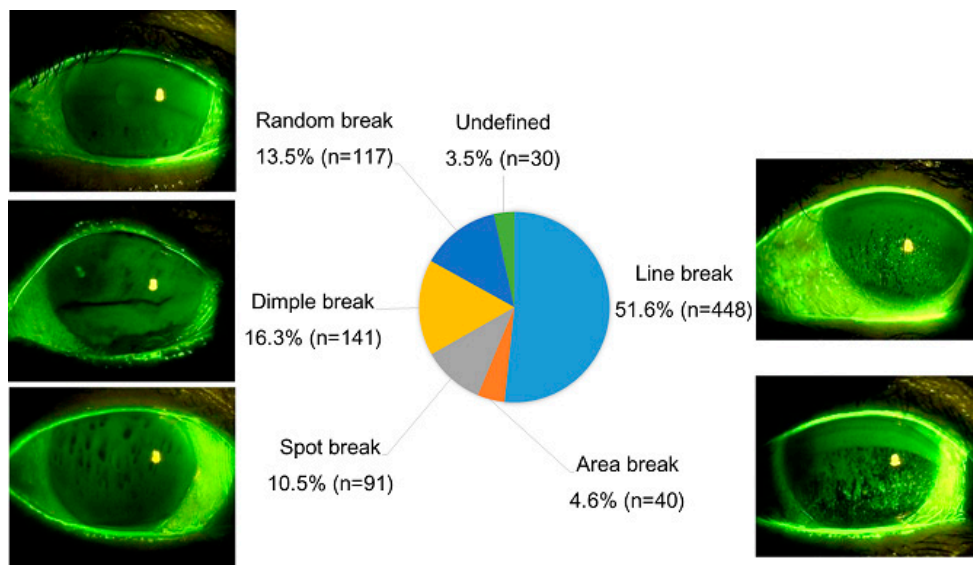 Random break
13.5% (n=117)
Undefined
3.5% (n=30)
Line break
51.6% (n=448)
Dimple break
16.3% (n=141)
Spot break
10.5% (n=91)
Area break
4.6% (n=40)